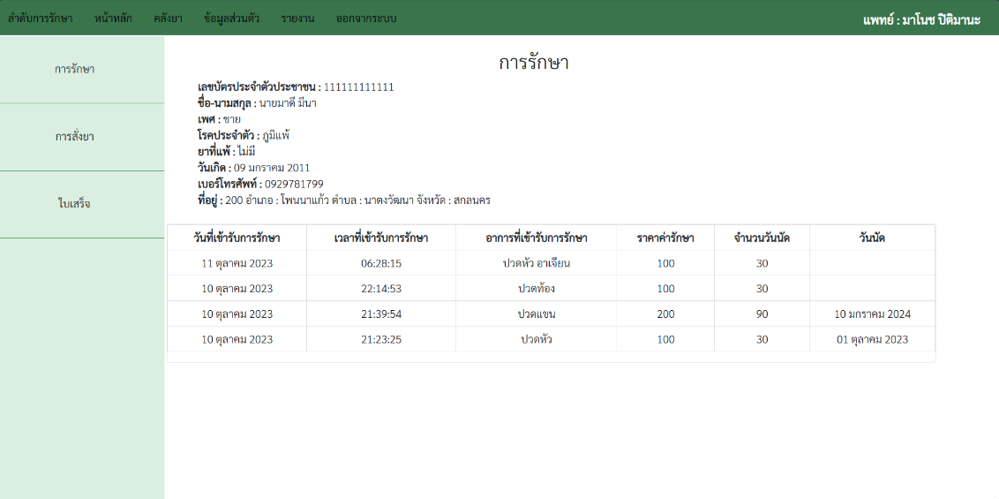 ลำดับการรักษา หน้าหลัก คลังยา ข้อมูลส่วนตัว รายงาน ออกจากระบบ แพทย์ : มาโนช ปิติมานะ
การรักษา
การสั่งยา
ใบเสร็จ
การรักษา
เลขบัตรประจำตัวประชาชน : 111111111111
ชื่อ-นามสกุล : นายมาดี มีนา
เพศ : ชาย
โรคประจำตัว : ภูมิแพ้
ยาที่แพ้ : ไม่มี
วันเกิด : 09 มกราคม 2011
เบอร์โทรศัพท์ : 0929781799
ที่อยู่ : 200 อำเภอ : โพนนาแก้ว ตำบล : นาตงวัฒนา จังหวัด : สกลนคร
วันที่เข้ารับการรักษา เวลาที่เข้ารับการรักษา อาการที่เข้ารับการรักษา ราคาค่ารักษา จำนวนวันนัด วันนัด
11 ตุลาคม 2023 06:28:15 ปวดหัว อาเจียน 100 30
10 ตุลาคม 2023 22:14:53 ปวดท้อง 100 30
10 ตุลาคม 2023 21:39:54 ปวดแขน 200 90 10 มกราคม 2024
10 ตุลาคม 2023 21:23:25 ปวดหัว 100 30 01 ตุลาคม 2023